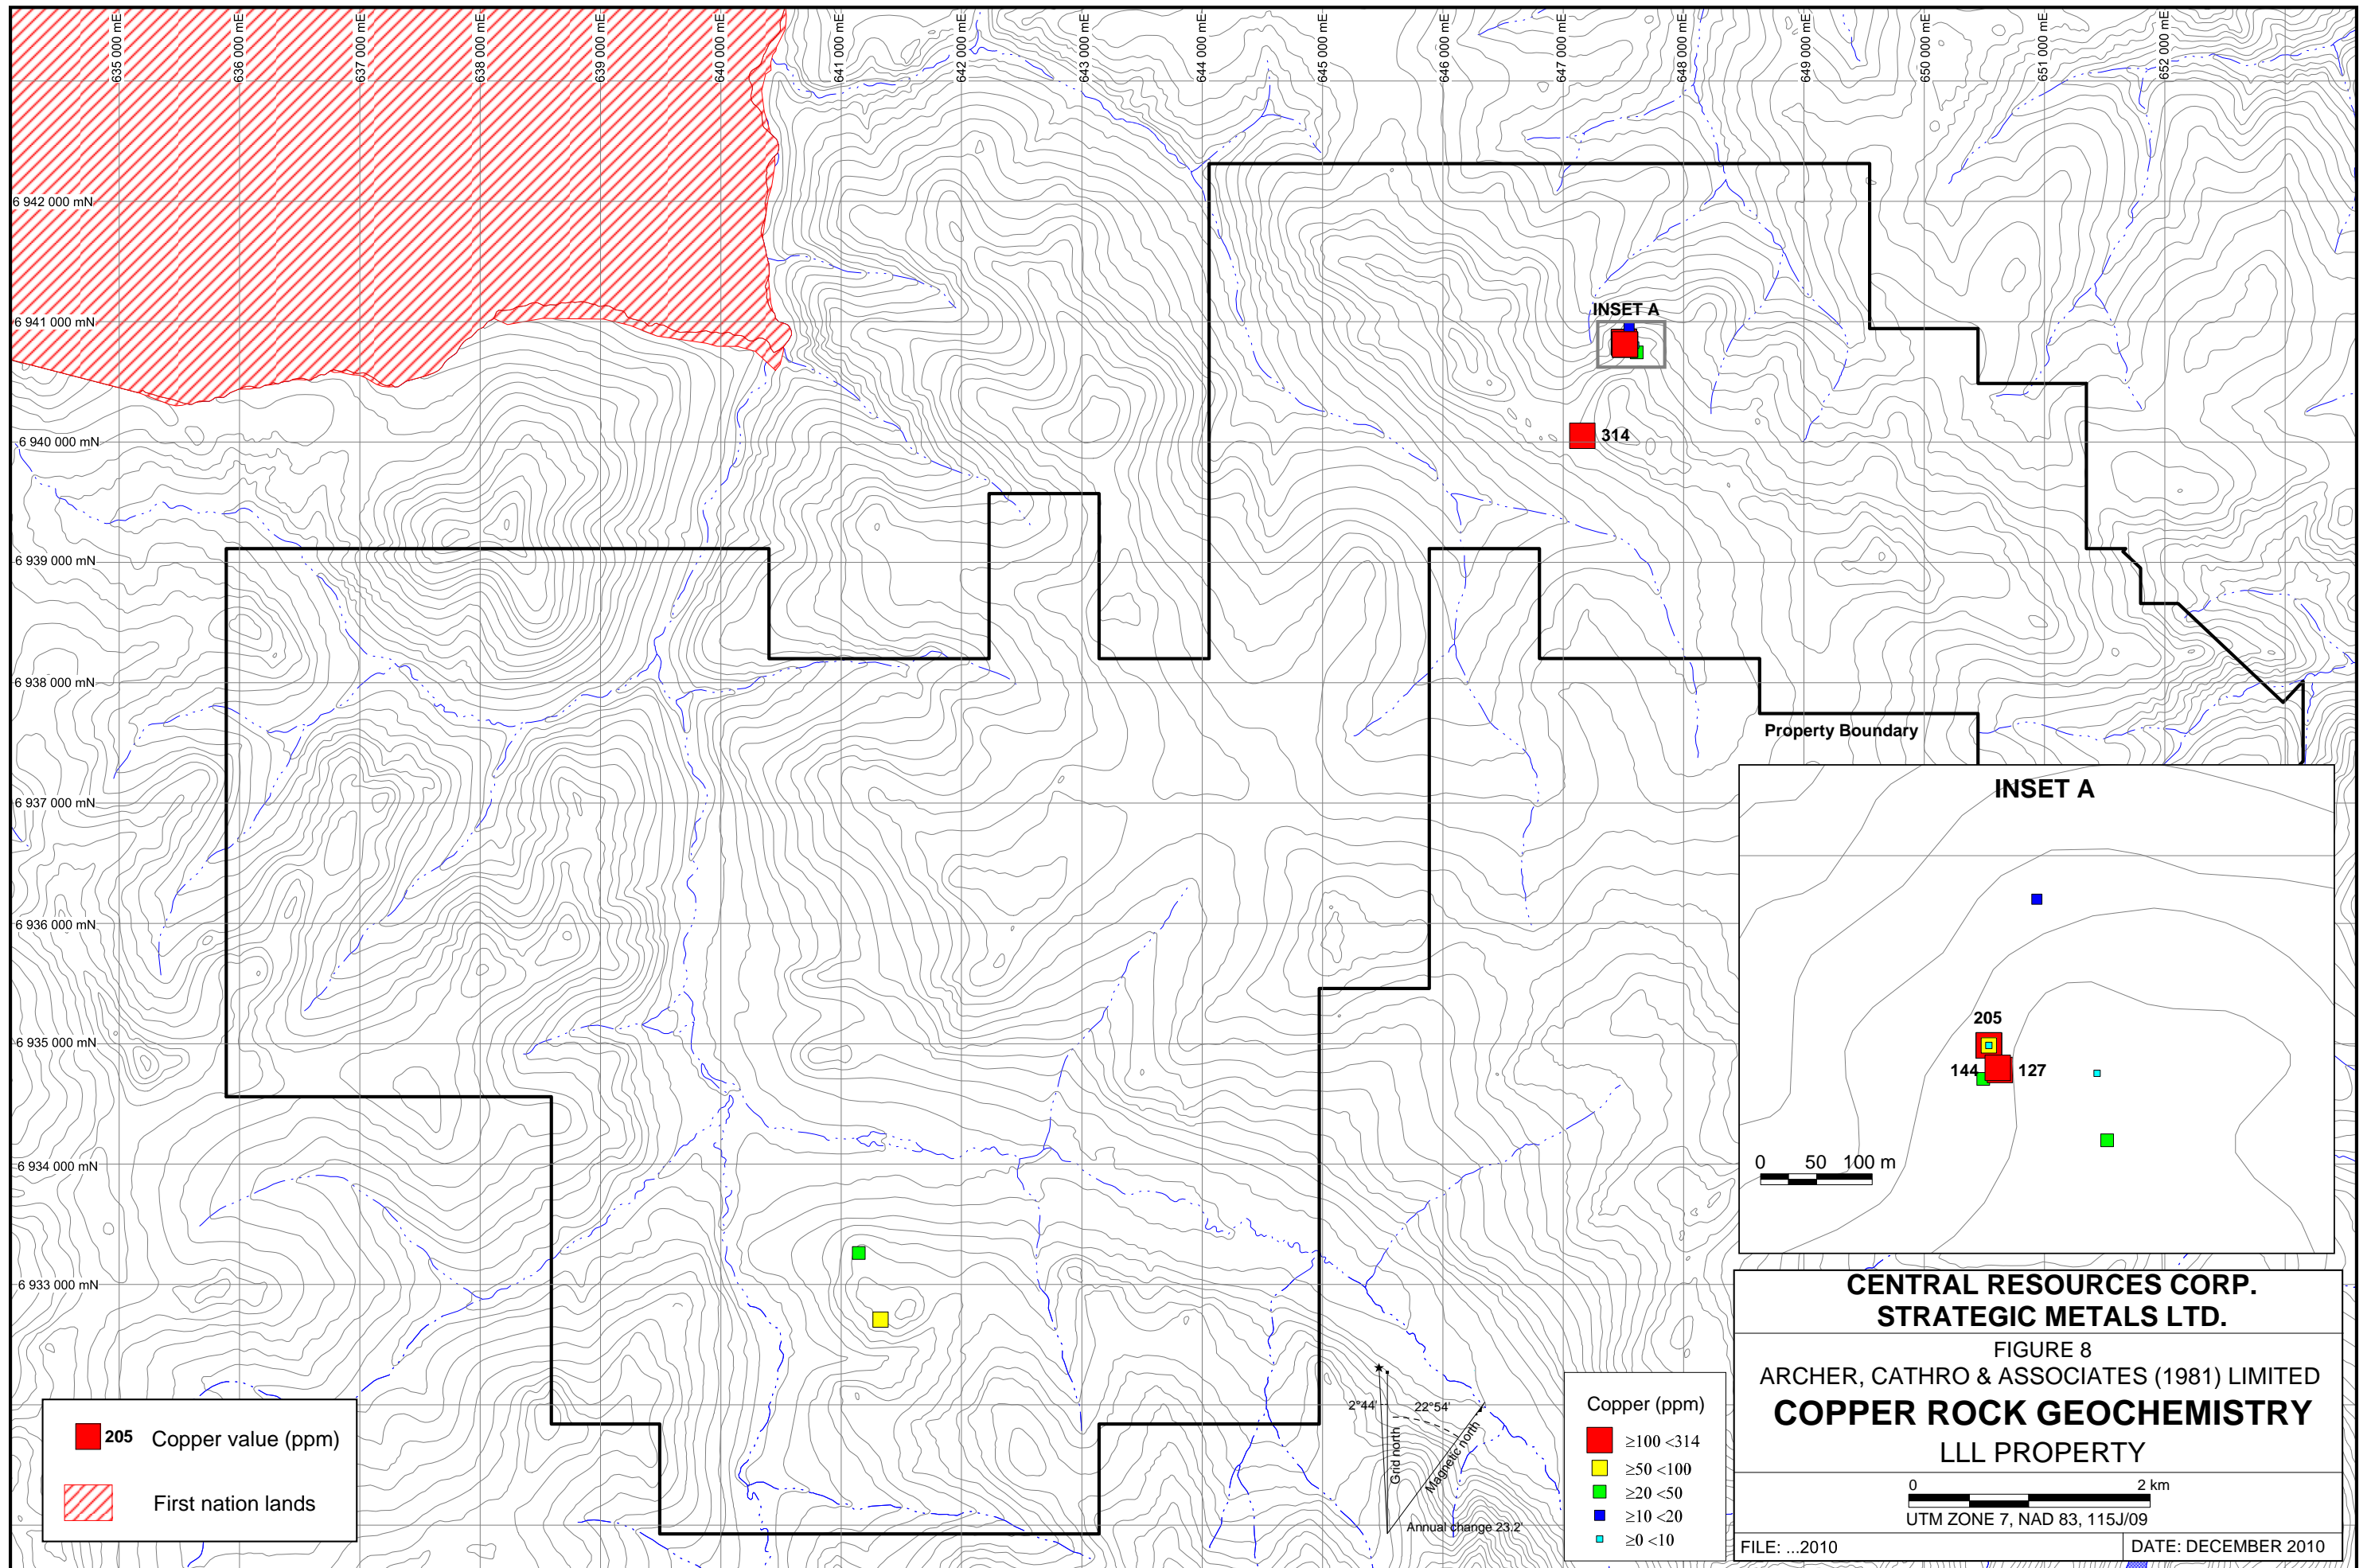 635 000 mE
636 000 mE
637 000 mE
638 000 mE
639 000 mE
640 000 mE
641 000 mE
642 000 mE
643 000 mE
644 000 mE
645 000 mE
646 000 mE
647 000 mE
648 000 mE
649 000 mE
650 000 mE
651 000 mE
652 000 mE
6 942 000 mN
6 941 000 mN
6 940 000 mN
6 939 000 mN
6 938 000 mN
6 937 000 mN
6 936 000 mN
6 935 000 mN
6 934 000 mN
6 933 000 mN
INSET A
314
Property Boundary
INSET A
205
144
127
0 50 100 m
205 Copper value (ppm)
First nation lands
2°44'
22°54'
Grid north
Magnetic north
Annual change 23.2'
Copper (ppm)
≥100 <314
≥50 <100
≥20 <50
≥10 <20
≥0 <10
CENTRAL RESOURCES CORP.
STRATEGIC METALS LTD.
FIGURE 8
ARCHER, CATHRO & ASSOCIATES (1981) LIMITED
COPPER ROCK GEOCHEMISTRY
LLL PROPERTY
0 2 km
UTM ZONE 7, NAD 83, 115J/09
FILE: ...2010
DATE: DECEMBER 2010